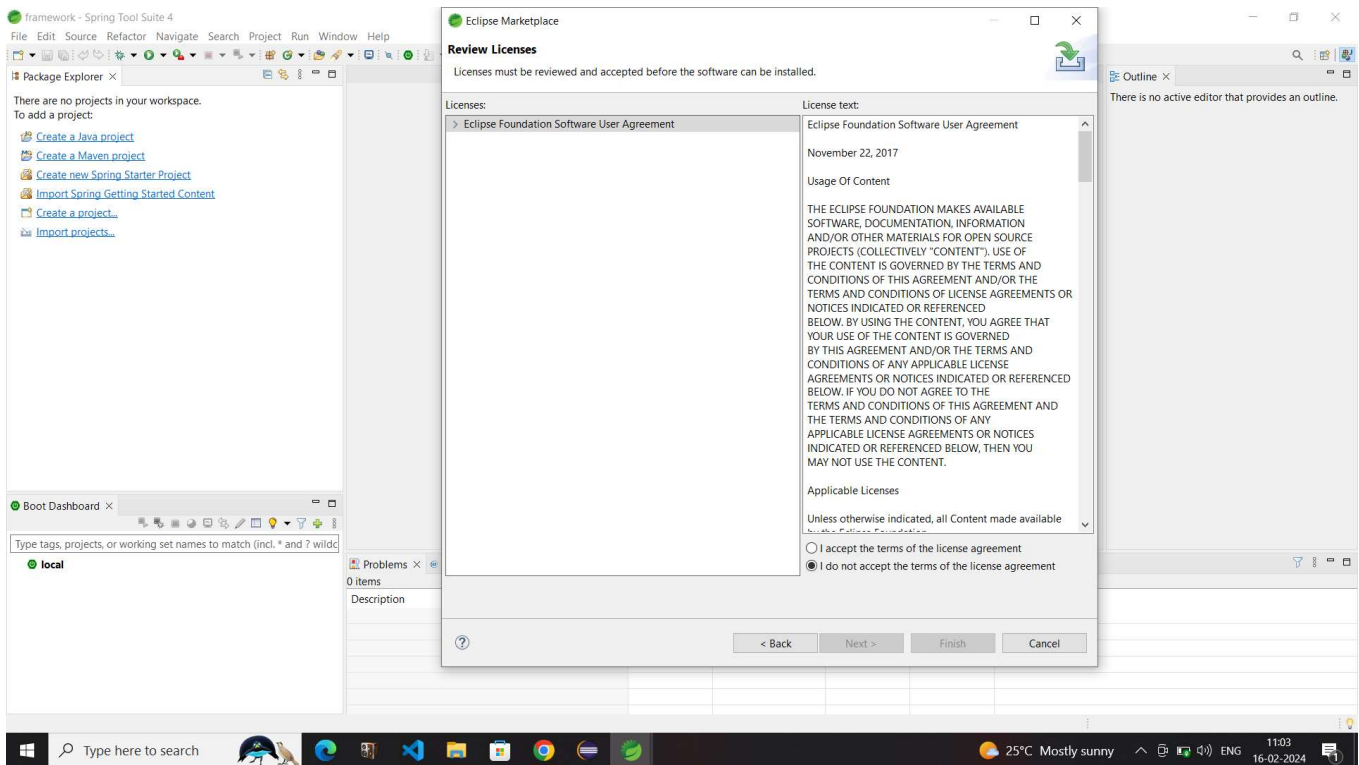 framework - Spring Tool Suite 4
File Edit Source Refactor Navigate Search Project Run Window Help
Package Explorer
There are no projects in your workspace.
To add a project:
Create a Java project
Create a Maven project
Create new Spring Starter Project
Import Spring Getting Started Content
Create a project...
Import projects...
Boot Dashboard
Type tags, projects, or working set names to match (incl. * and ? wildc
local
Problems
0 items
Description
Eclipse Marketplace
Review Licenses
Licenses must be reviewed and accepted before the software can be installed.
Licenses:
Eclipse Foundation Software User Agreement
License text:
Eclipse Foundation Software User Agreement
November 22, 2017
Usage Of Content
THE ECLIPSE FOUNDATION MAKES AVAILABLE
SOFTWARE, DOCUMENTATION, INFORMATION
AND/OR OTHER MATERIALS FOR OPEN SOURCE
PROJECTS (COLLECTIVELY "CONTENT"). USE OF
THE CONTENT IS GOVERNED BY THE TERMS AND
CONDITIONS OF THIS AGREEMENT AND/OR THE
TERMS AND CONDITIONS OF LICENSE AGREEMENTS OR
NOTICES INDICATED OR REFERENCED
BELOW. BY USING THE CONTENT, YOU AGREE THAT
YOUR USE OF THE CONTENT IS GOVERNED
BY THIS AGREEMENT AND/OR THE TERMS AND
CONDITIONS OF ANY APPLICABLE LICENSE
AGREEMENTS OR NOTICES INDICATED OR REFERENCED
BELOW. IF YOU DO NOT AGREE TO THE
TERMS AND CONDITIONS OF THIS AGREEMENT AND
THE TERMS AND CONDITIONS OF ANY
APPLICABLE LICENSE AGREEMENTS OR NOTICES
INDICATED OR REFERENCED BELOW, THEN YOU
MAY NOT USE THE CONTENT.
Applicable Licenses
Unless otherwise indicated, all Content made available
I accept the terms of the license agreement
I do not accept the terms of the license agreement
< Back
Next >
Finish
Cancel
Outline
There is no active editor that provides an outline.
Type here to search
25°C Mostly sunny
ENG
11:03
16-02-2024